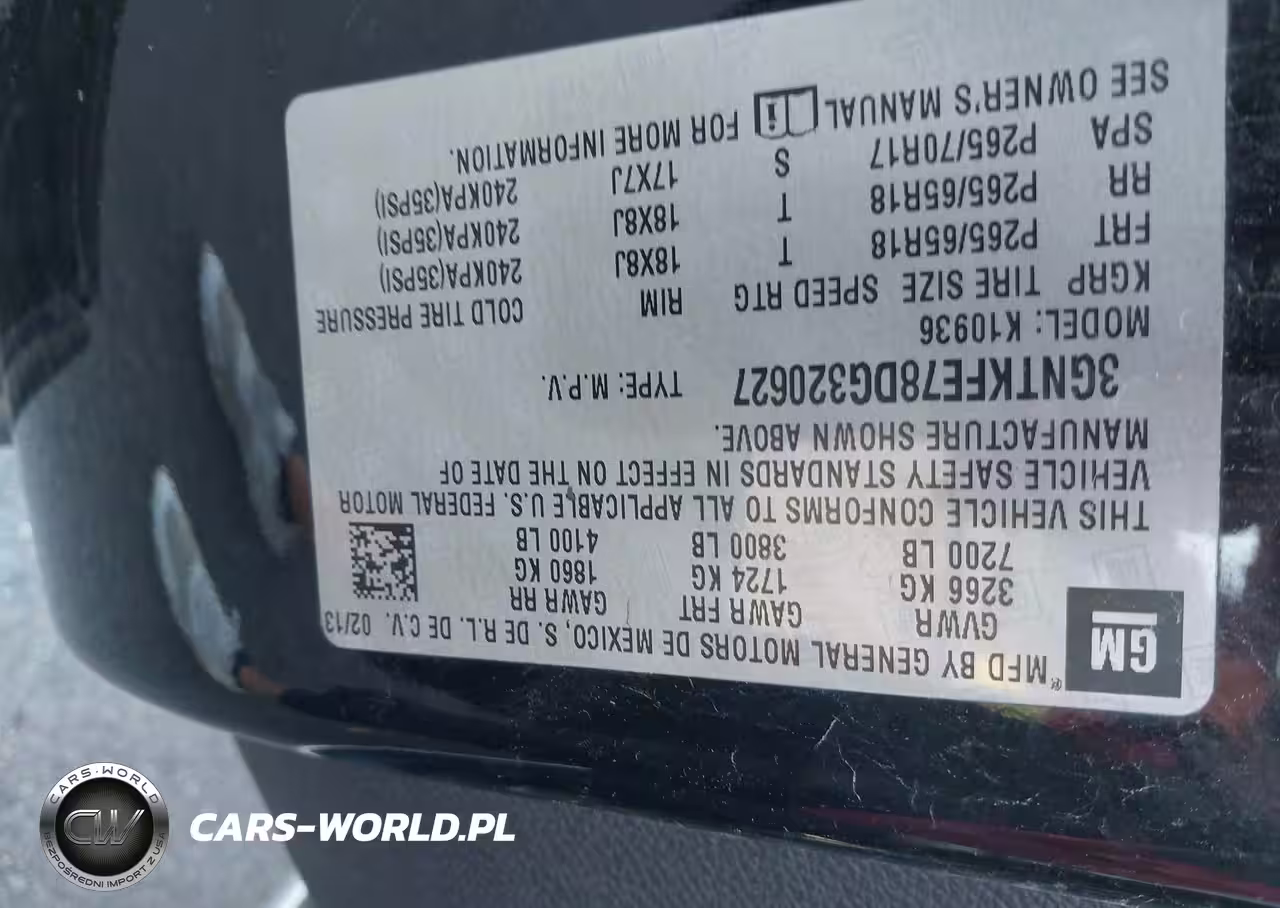 GM
MFD BY GENERAL MOTORS DE MEXICO, S. DE R.L. DE C.V. 02/13
GVWR GAWR FRT GAWR RR
3266 KG 1724 KG 1860 KG
7200 LB 3800 LB 4100 LB
THIS VEHICLE CONFORMS TO ALL APPLICABLE U.S. FEDERAL MOTOR
VEHICLE SAFETY STANDARDS IN EFFECT ON THE DATE OF
MANUFACTURE SHOWN ABOVE.
3GNTKFE78DG320627 TYPE: M.P.V.
MODEL: K10936
KGRP TIRE SIZE SPEED RTG RIM COLD TIRE PRESSURE
FRT P265/65R18 T 18X8J 240KPA(35PSI)
RR P265/65R18 T 18X8J 240KPA(35PSI)
SPA P265/70R17 S 17X7J 240KPA(35PSI)
SEE OWNER'S MANUAL i FOR MORE INFORMATION.
CARS-WORLD
CW
BEZPOŚREDNI IMPORT Z USA
CARS-WORLD.PL